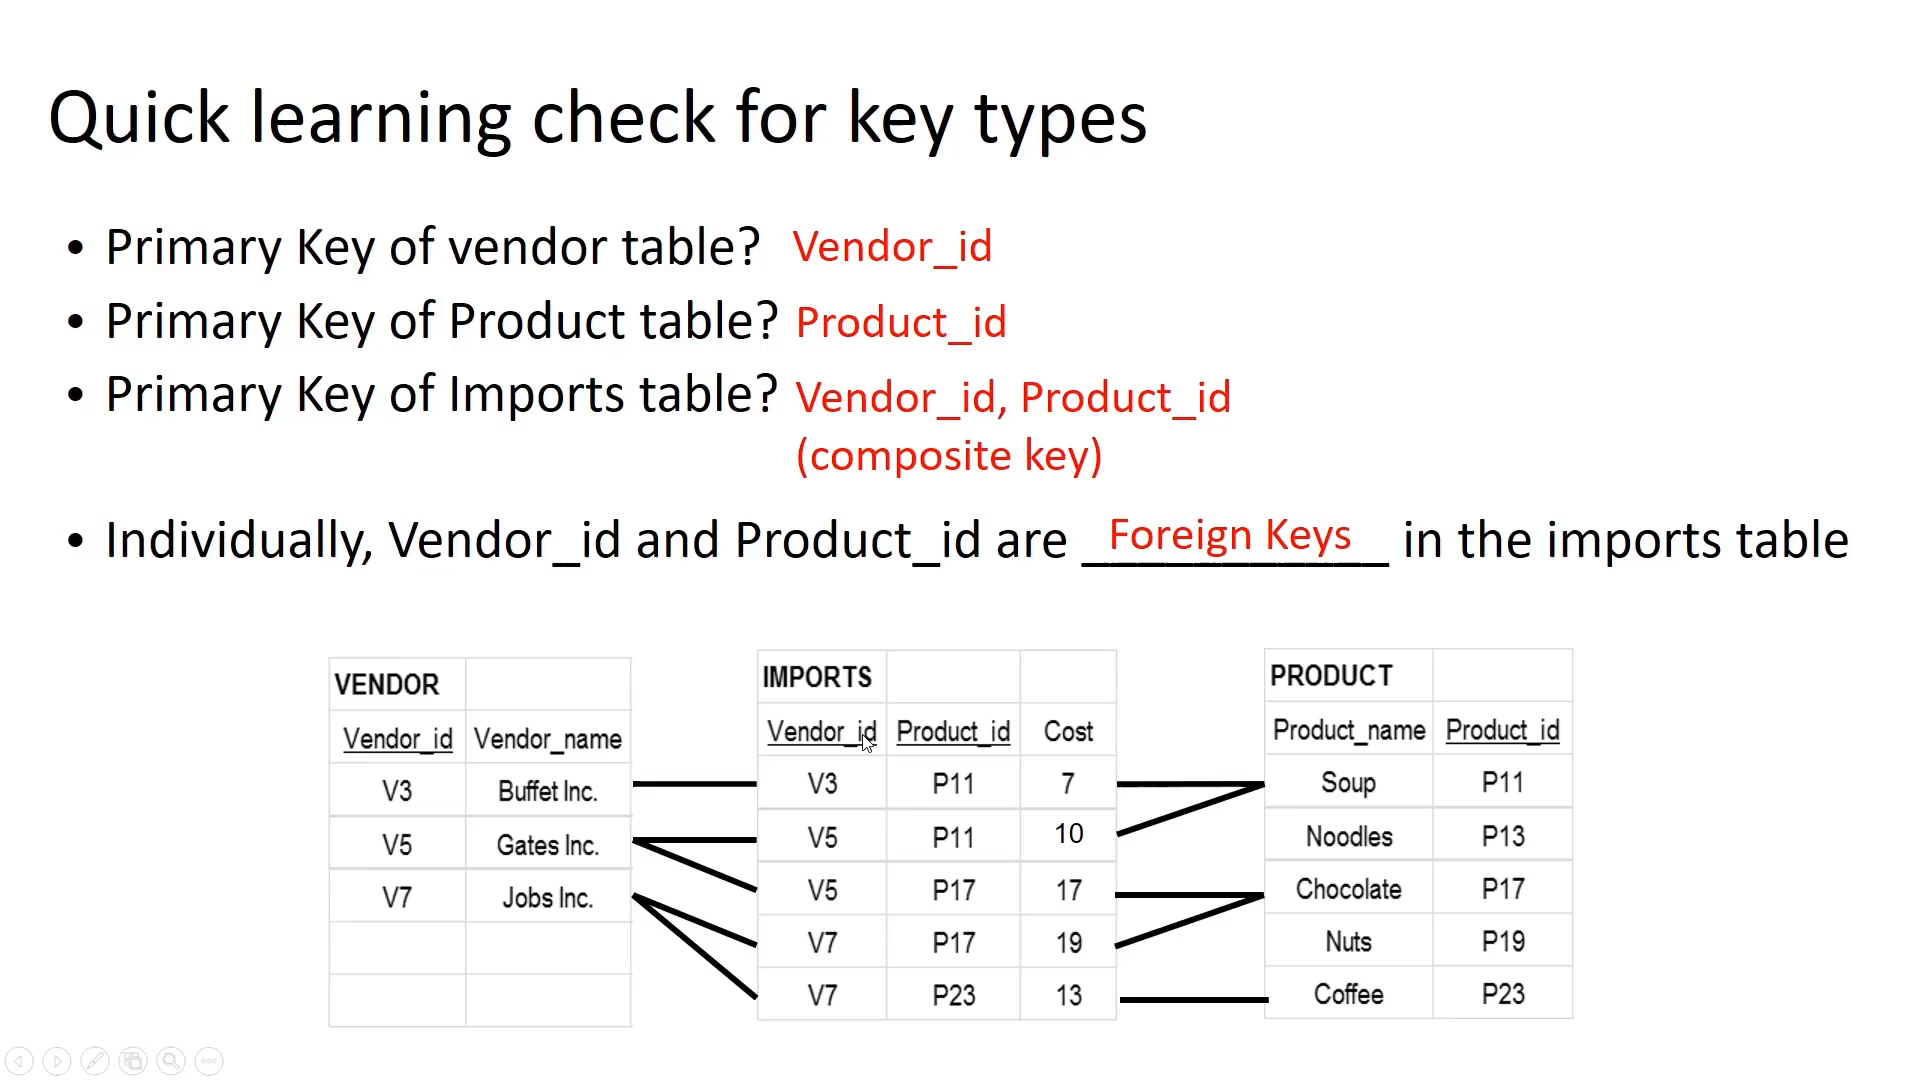 Quick learning check for key types
• Primary Key of vendor table? Vendor_id
• Primary Key of Product table? Product_id
• Primary Key of Imports table? Vendor_id, Product_id
(composite key)
• Individually, Vendor_id and Product_id are Foreign Keys in the imports table
VENDOR
Vendor_id Vendor_name
V3 Buffet Inc.
V5 Gates Inc.
V7 Jobs Inc.
IMPORTS
Vendor_id Product_id Cost
V3 P11 7
V5 P11 10
V5 P17 17
V7 P17 19
V7 P23 13
PRODUCT
Product_name Product_id
Soup P11
Noodles P13
Chocolate P17
Nuts P19
Coffee P23